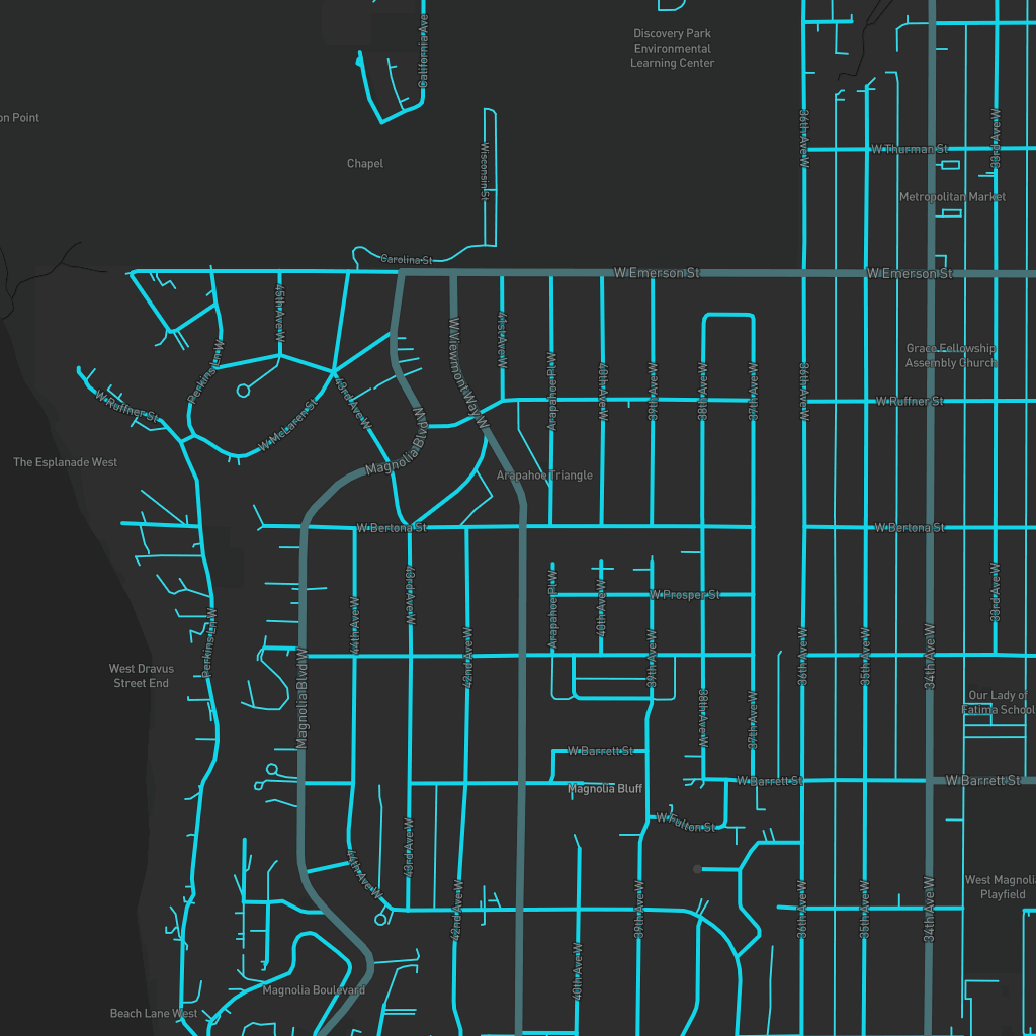 California Ave
Discovery Park
Environmental
Learning Center
on Point
36th Ave W
33rd Ave W
W Thurman St
Chapel
Wisconsin St
Metropolitan Market
Carolina St
W Emerson St
W Emerson St
45th Ave W
W Viewmont Way W
41st Ave W
Perkins Ln W
Grace Fellowship
Assembly Church
W Ruffner St
43rd Ave W
Arapahoe Pl W
40th Ave W
39th Ave W
38th Ave W
37th Ave W
36th Ave W
W Ruffner St
W McLaren St
Magnolia Blvd W
The Esplanade West
Arapahoe Triangle
W Bertona St
W Bertona St
43rd Ave W
Arapahoe Pl W
40th Ave W
W Prosper St
33rd Ave W
44th Ave W
Perkins Ln W
42nd Ave W
39th Ave W
36th Ave W
35th Ave W
34th Ave W
West Dravus
Street End
Magnolia Blvd W
38th Ave W
37th Ave W
Our Lady of
Fatima School
W Barrett St
W Barrett St
W Barrett St
Magnolia Bluff
W Fulton St
43rd Ave W
44th Ave W
42nd Ave W
39th Ave W
36th Ave W
35th Ave W
34th Ave W
West Magnolia
Playfield
40th Ave W
Magnolia Boulevard
Beach Lane West